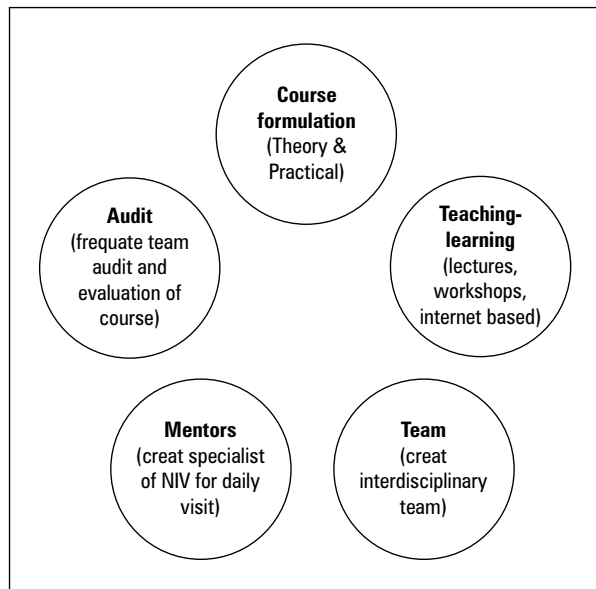 Course
formulation
(Theory &
Practical)
Audit
(frequate team
audit and
evaluation of
course)
Teaching-
learning
(lectures,
workshops,
internet based)
Mentors
(creat specialist
of NIV for daily
visit)
Team
(creat
interdisciplinary
team)